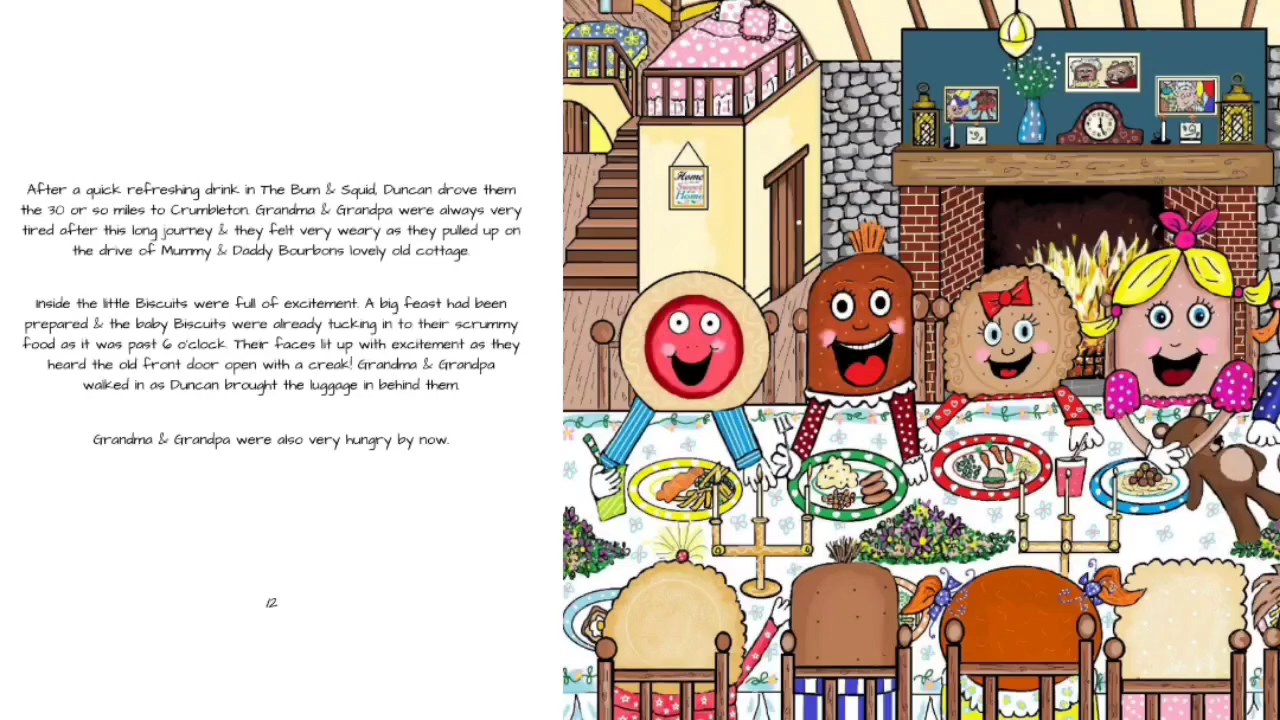 After a quick refreshing drink in The Bum & Squid, Duncan drove them
the 30 or so miles to Crumbleton. Grandma & Grandpa were always very
tired after this long journey & they felt very weary as they pulled up on
the drive of Mummy & Daddy Bourbons lovely old cottage.
Inside the little Biscuits were full of excitement. A big feast had been
prepared & the baby Biscuits were already tucking in to their scrummy
food as it was past 6 o'clock. Their faces lit up with excitement as they
heard the old front door open with a creak! Grandma & Grandpa
walked in as Duncan brought the luggage in behind them.
Grandma & Grandpa were also very hungry by now.
12
Home
Sweet
Home